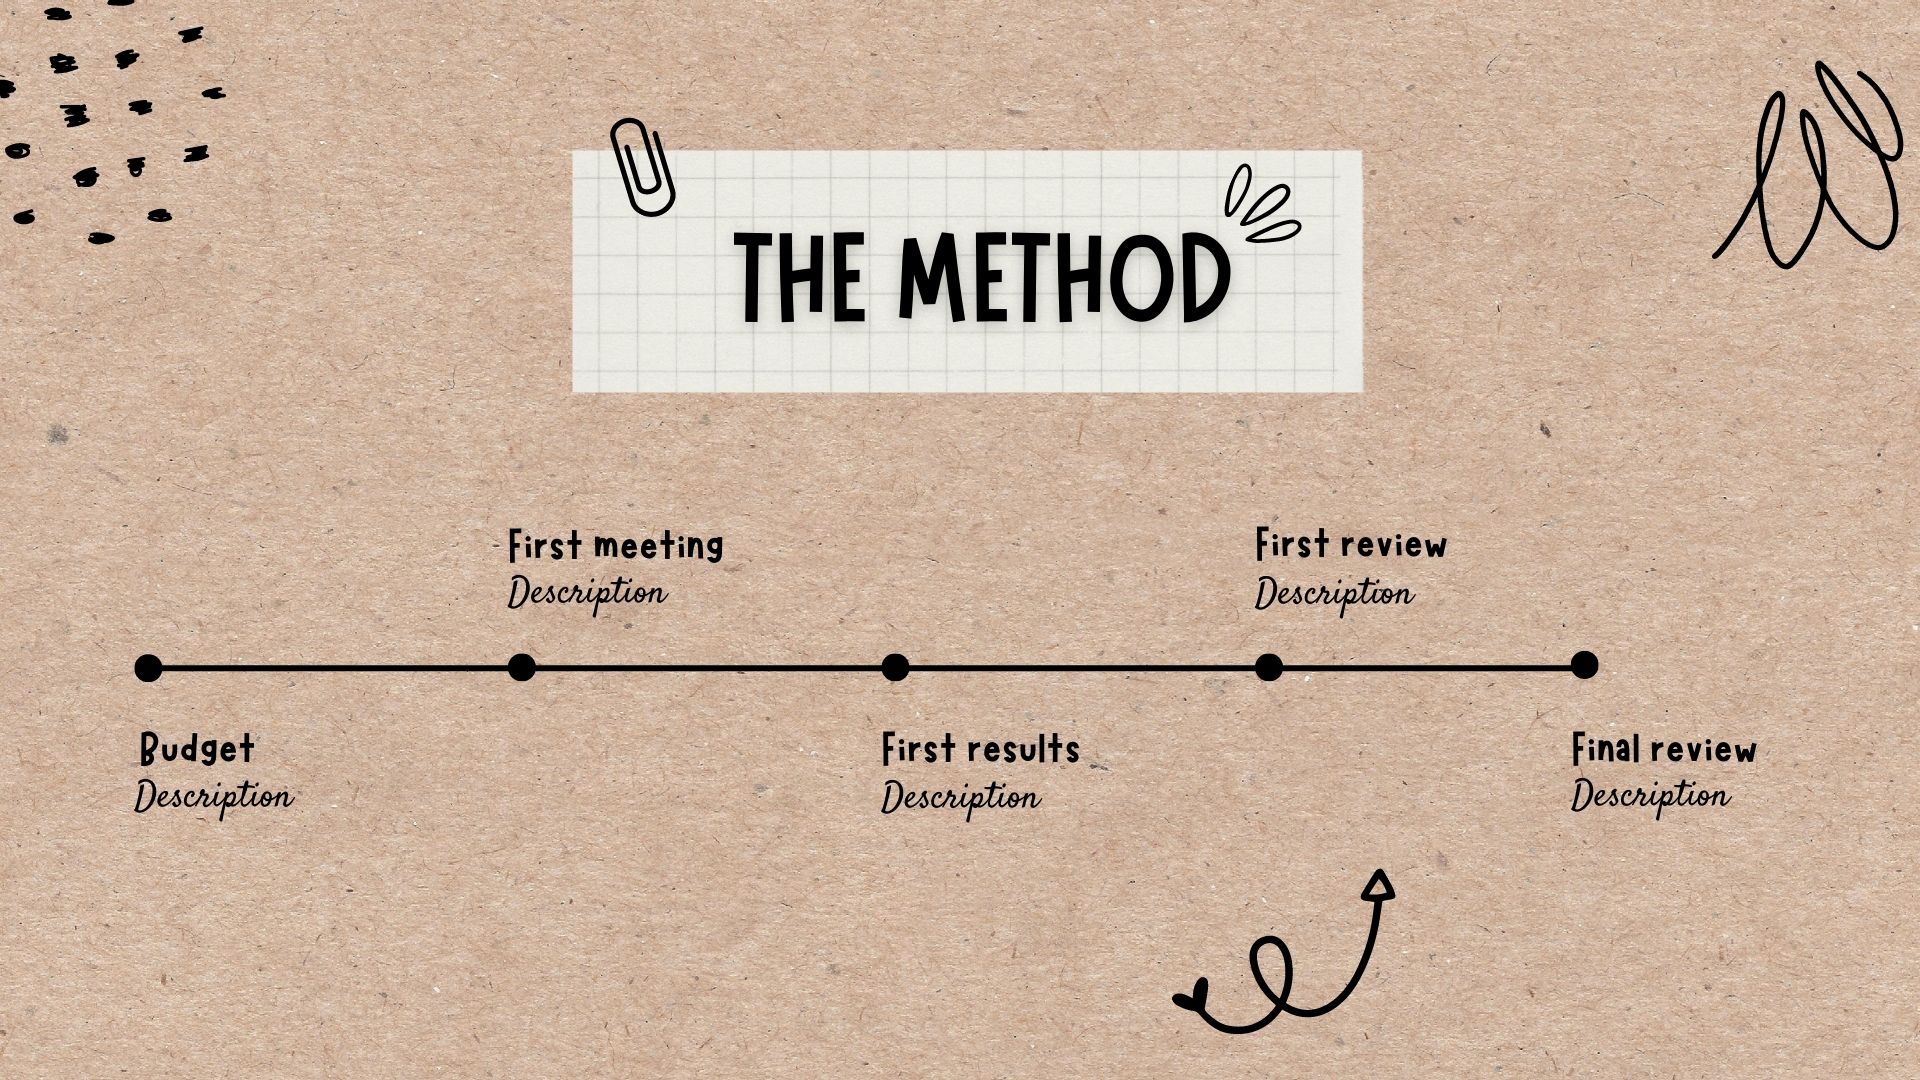 THE METHOD
First meeting
Description
First review
Description
Budget
Description
First results
Description
Final review
Description